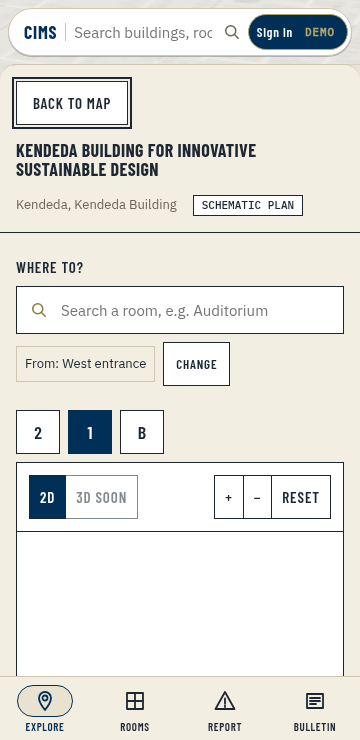 CIMS Search buildings, roc Sign In DEMO
BACK TO MAP
KENDEDA BUILDING FOR INNOVATIVE
SUSTAINABLE DESIGN
Kendeda, Kendeda Building SCHEMATIC PLAN
WHERE TO?
Search a room, e.g. Auditorium
From: West entrance CHANGE
2 1 B
2D 3D SOON + − RESET
EXPLORE ROOMS REPORT BULLETIN